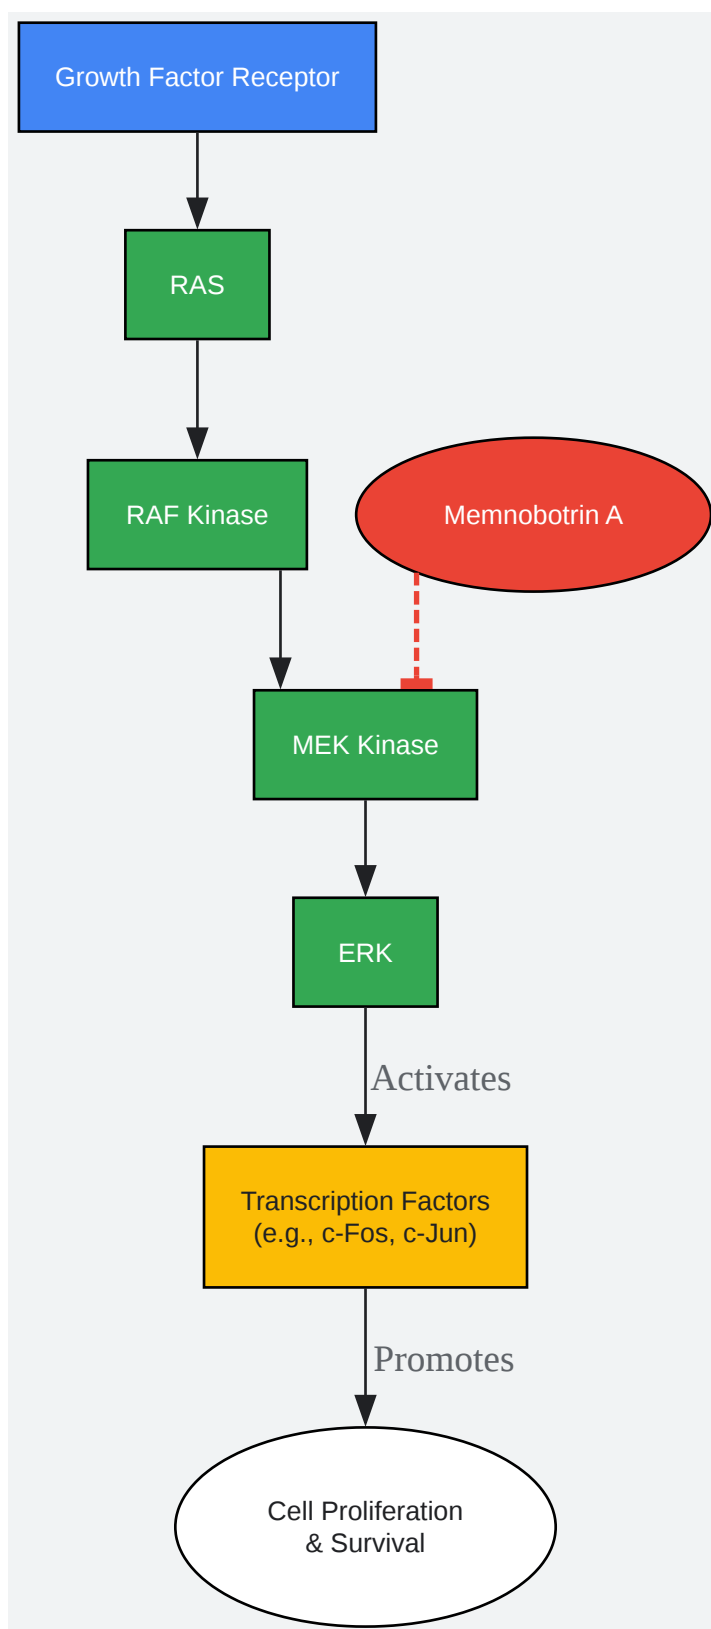 Growth Factor Receptor
RAS
RAF Kinase
Memnobotrin A
MEK Kinase
ERK
Activates
Transcription Factors
(e.g., c-Fos, c-Jun)
Promotes
Cell Proliferation
& Survival